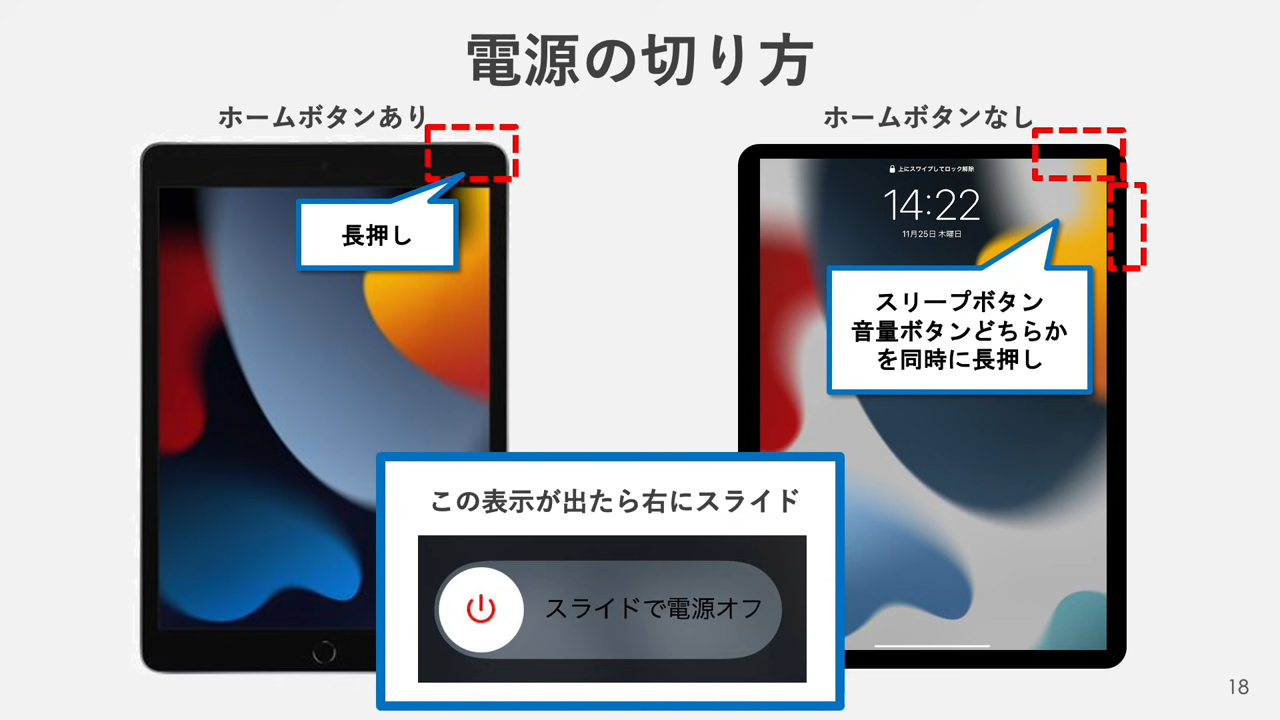 電源の切り方
ホームボタンあり
長押し
ホームボタンなし
上にスワイプしてロック解除
14:22
11月25日 木曜日
スリープボタン
音量ボタンどちらか
を同時に長押し
この表示が出たら右にスライド
スライドで電源オフ
18